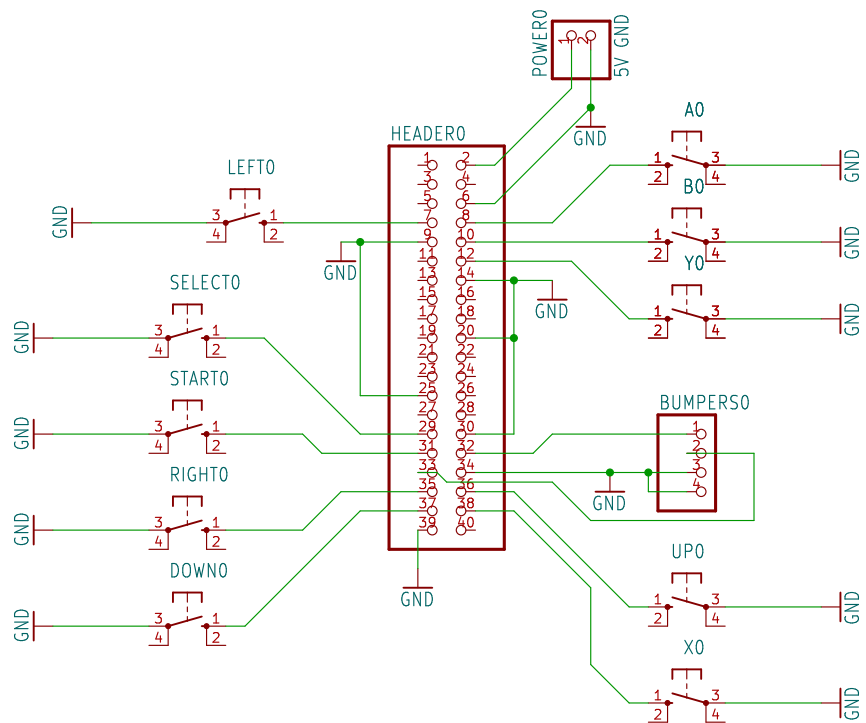 POWER0
1 2
5V GND
GND
A0
1 3
2 4
GND
HEADER0
1 2
3 4
5 6
7 8
9 10
11 12
13 14
15 16
17 18
19 20
21 22
23 24
25 26
27 28
29 30
31 32
33 34
35 36
37 38
39 40
LEFT0
GND
3 1
4 2
B0
1 3
2 4
GND
GND
Y0
1 3
2 4
GND
GND
SELECT0
GND
3 1
4 2
START0
GND
3 1
4 2
BUMPERS0
1
2
3
4
GND
RIGHT0
GND
3 1
4 2
DOWN0
GND
3 1
4 2
GND
UP0
1 3
2 4
GND
X0
1 3
2 4
GND